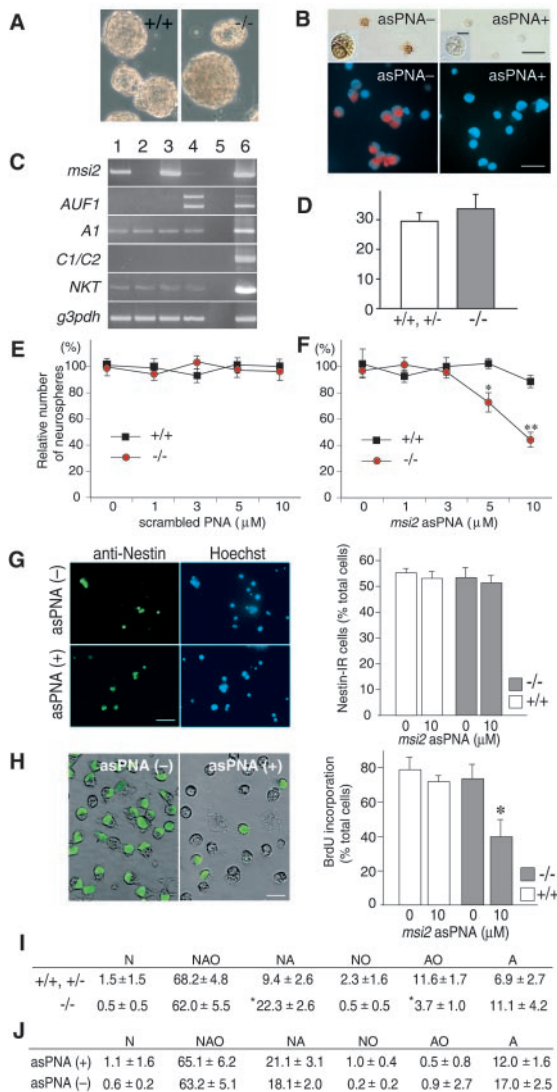 A
+/+
-/-
B
asPNA−
asPNA+
asPNA−
asPNA+
C
1 2 3 4 5 6
msi2
AUF1
A1
C1/C2
NKT
g3pdh
D
30
20
10
0
+/+, +/-
-/-
E
(%)
100
80
60
40
20
0
Relative number of neurospheres
+/+
-/-
0 1 3 5 10
scrambled PNA (μM)
F
(%)
100
80
60
40
20
0
*
**
+/+
-/-
0 1 3 5 10
msi2 asPNA (μM)
G
anti-Nestin
Hoechst
asPNA (−)
asPNA (+)
Nestin-IR cells (% total cells)
50
40
30
20
10
0
0 10 0 10
msi2 asPNA (μM)
-/-
+/+
H
asPNA (−)
asPNA (+)
BrdU incorporation (% total cells)
80
60
40
20
0
*
0 10 0 10
msi2 asPNA (μM)
-/-
+/+
I
N NAO NA NO AO A
+/+, +/- 1.5±1.5 68.2±4.8 9.4 ± 2.6 2.3±1.6 11.6±1.7 6.9 ± 2.7
-/- 0.5 ± 0.5 62.0 ± 5.5 *22.3 ± 2.6 0.5 ± 0.5 *3.7 ± 1.0 11.1 ± 4.2
J
N NAO NA NO AO A
asPNA (+) 1.1 ± 1.6 65.1 ± 6.2 21.1 ± 3.1 1.0 ± 0.4 0.5 ± 0.8 12.0 ± 1.6
asPNA (−) 0.6 ± 0.2 63.2 ± 5.1 18.1 ± 2.0 0.2 ± 0.2 0.9 ± 2.7 17.0 ± 2.5